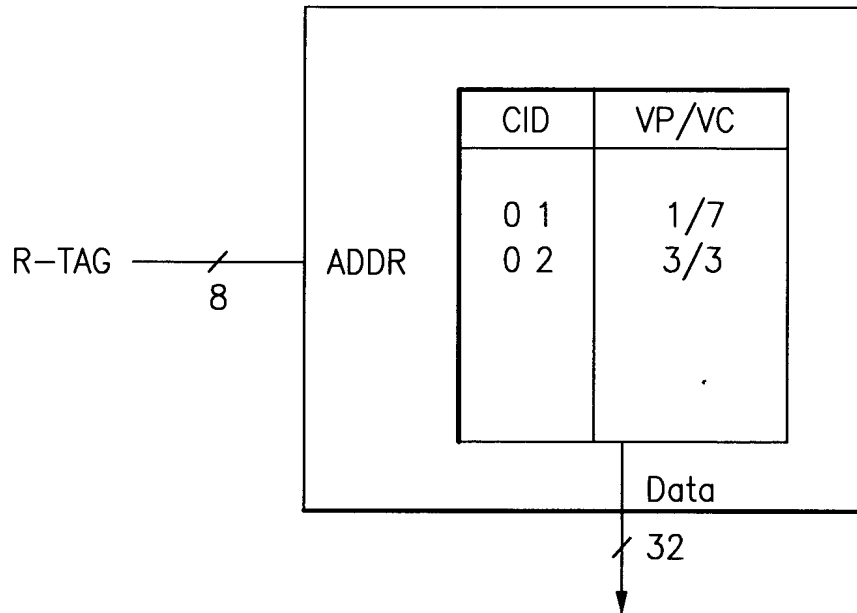 CID VP/VC
0 1 1/7
R-TAG ADDR 0 2 3/3
8
Data
32